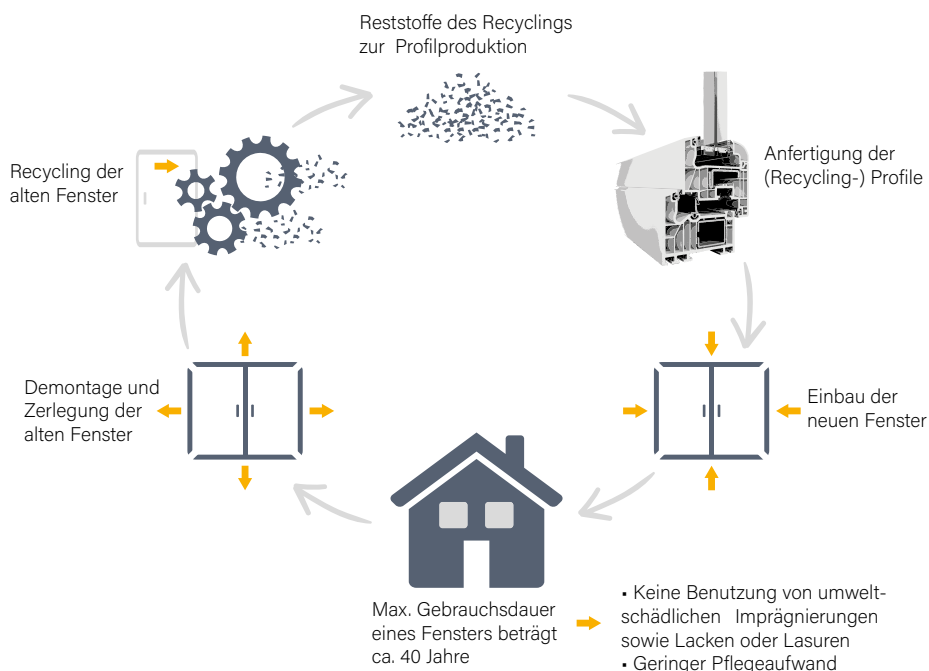 Reststoffe des Recyclings
zur Profilproduktion
Anfertigung der
(Recycling-) Profile
Einbau der
neuen Fenster
• Keine Benutzung von umwelt-
schädlichen Imprägnierungen
sowie Lacken oder Lasuren
• Geringer Pflegeaufwand
Max. Gebrauchsdauer
eines Fensters beträgt
ca. 40 Jahre
Demontage und
Zerlegung der
alten Fenster
Recycling der
alten Fenster